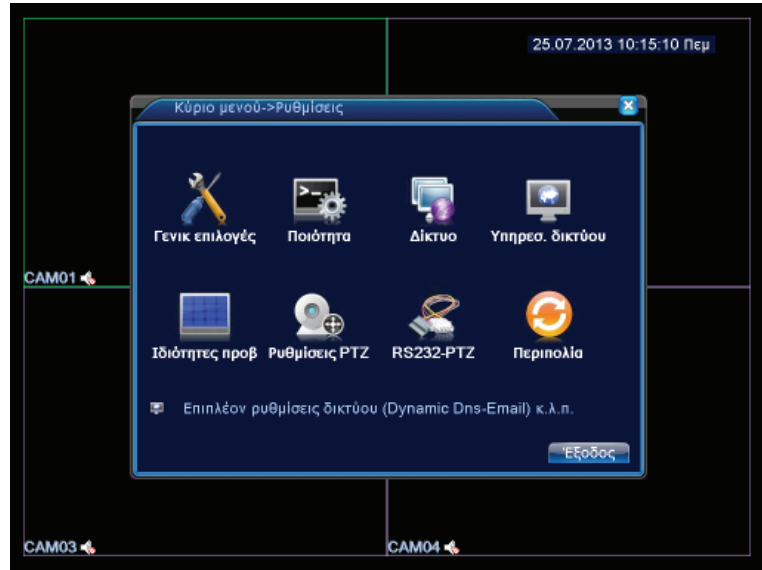 25.07.2013 10:15:10 Πεμ
Κύριο μενού->Ρυθμίσεις
Γενικ επιλογές Ποιότητα Δίκτυο Υπηρεσ. δικτύου
CAM01
Ιδιότητες προβ Ρυθμίσεις PTZ RS232-PTZ Περιπολία
Επιπλέον ρυθμίσεις δικτύου (Dynamic Dns-Email) κ.λ.π.
Έξοδος
CAM03 CAM04